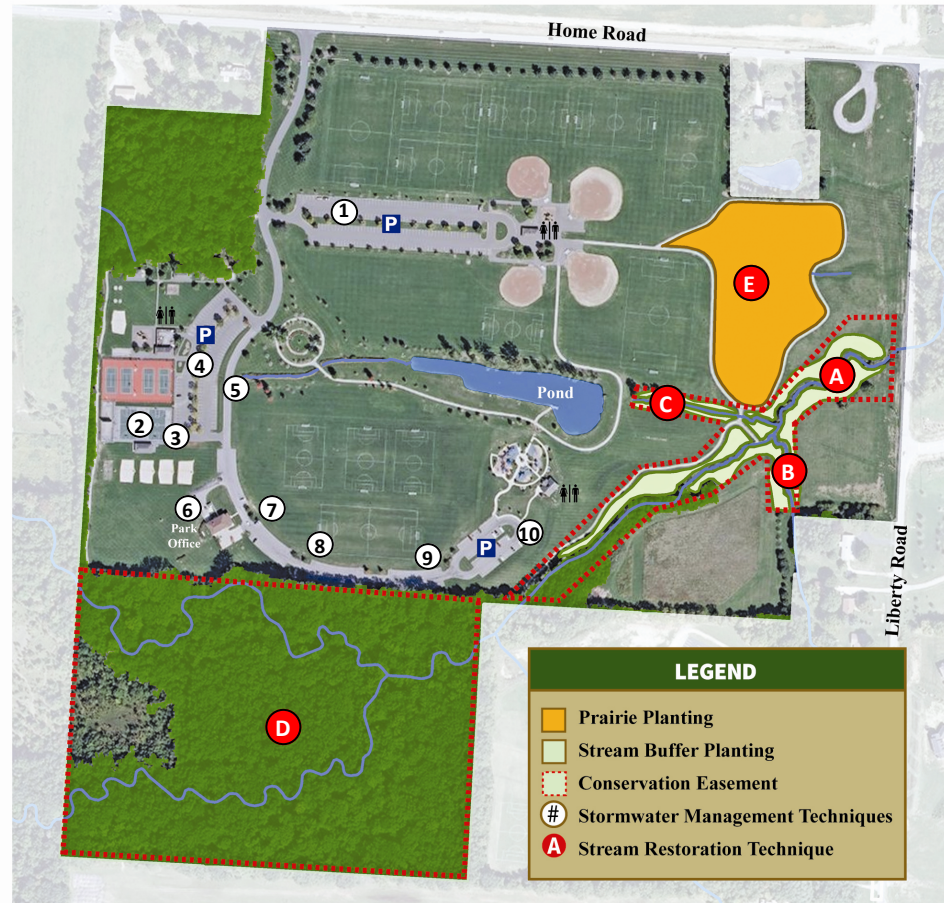 Home Road
1
P
E
P
4
A
5
Pond
C
2
3
B
6
7
Park
Office
8
9
P
10
Liberty Road
D
LEGEND
Prairie Planting
Stream Buffer Planting
Conservation Easement
# Stormwater Management Techniques
A Stream Restoration Technique